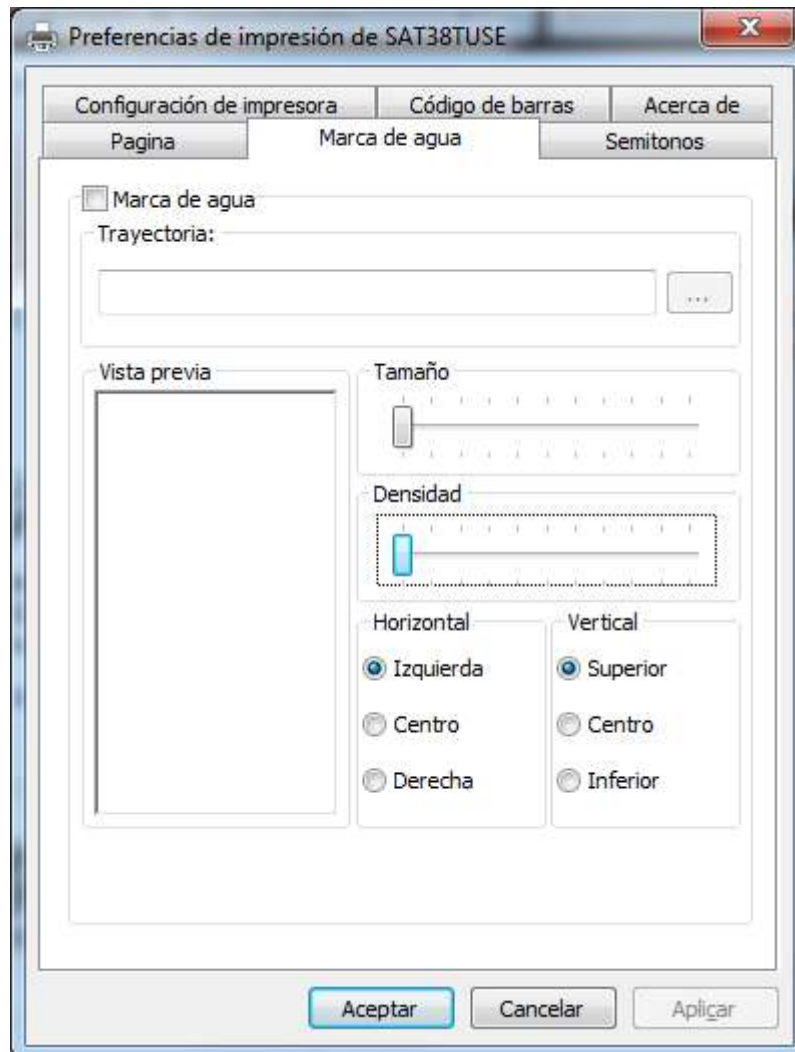 Preferencias de impresión de SAT38TUSE
Configuración de impresora Código de barras Acerca de
Pagina Marca de agua Semitonos
Marca de agua
Trayectoria:
...
Vista previa Tamaño
Densidad
Horizontal Vertical
Izquierda Superior
Centro Centro
Derecha Inferior
Aceptar Cancelar Aplicar